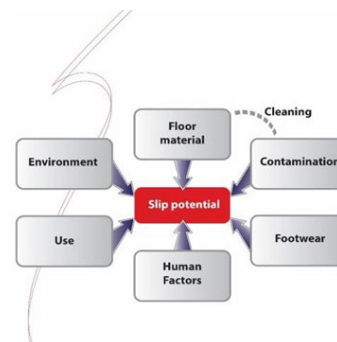 Cleaning
Floor
material
Environment
Contamination
Slip potential
Use
Footwear
Human
Factors